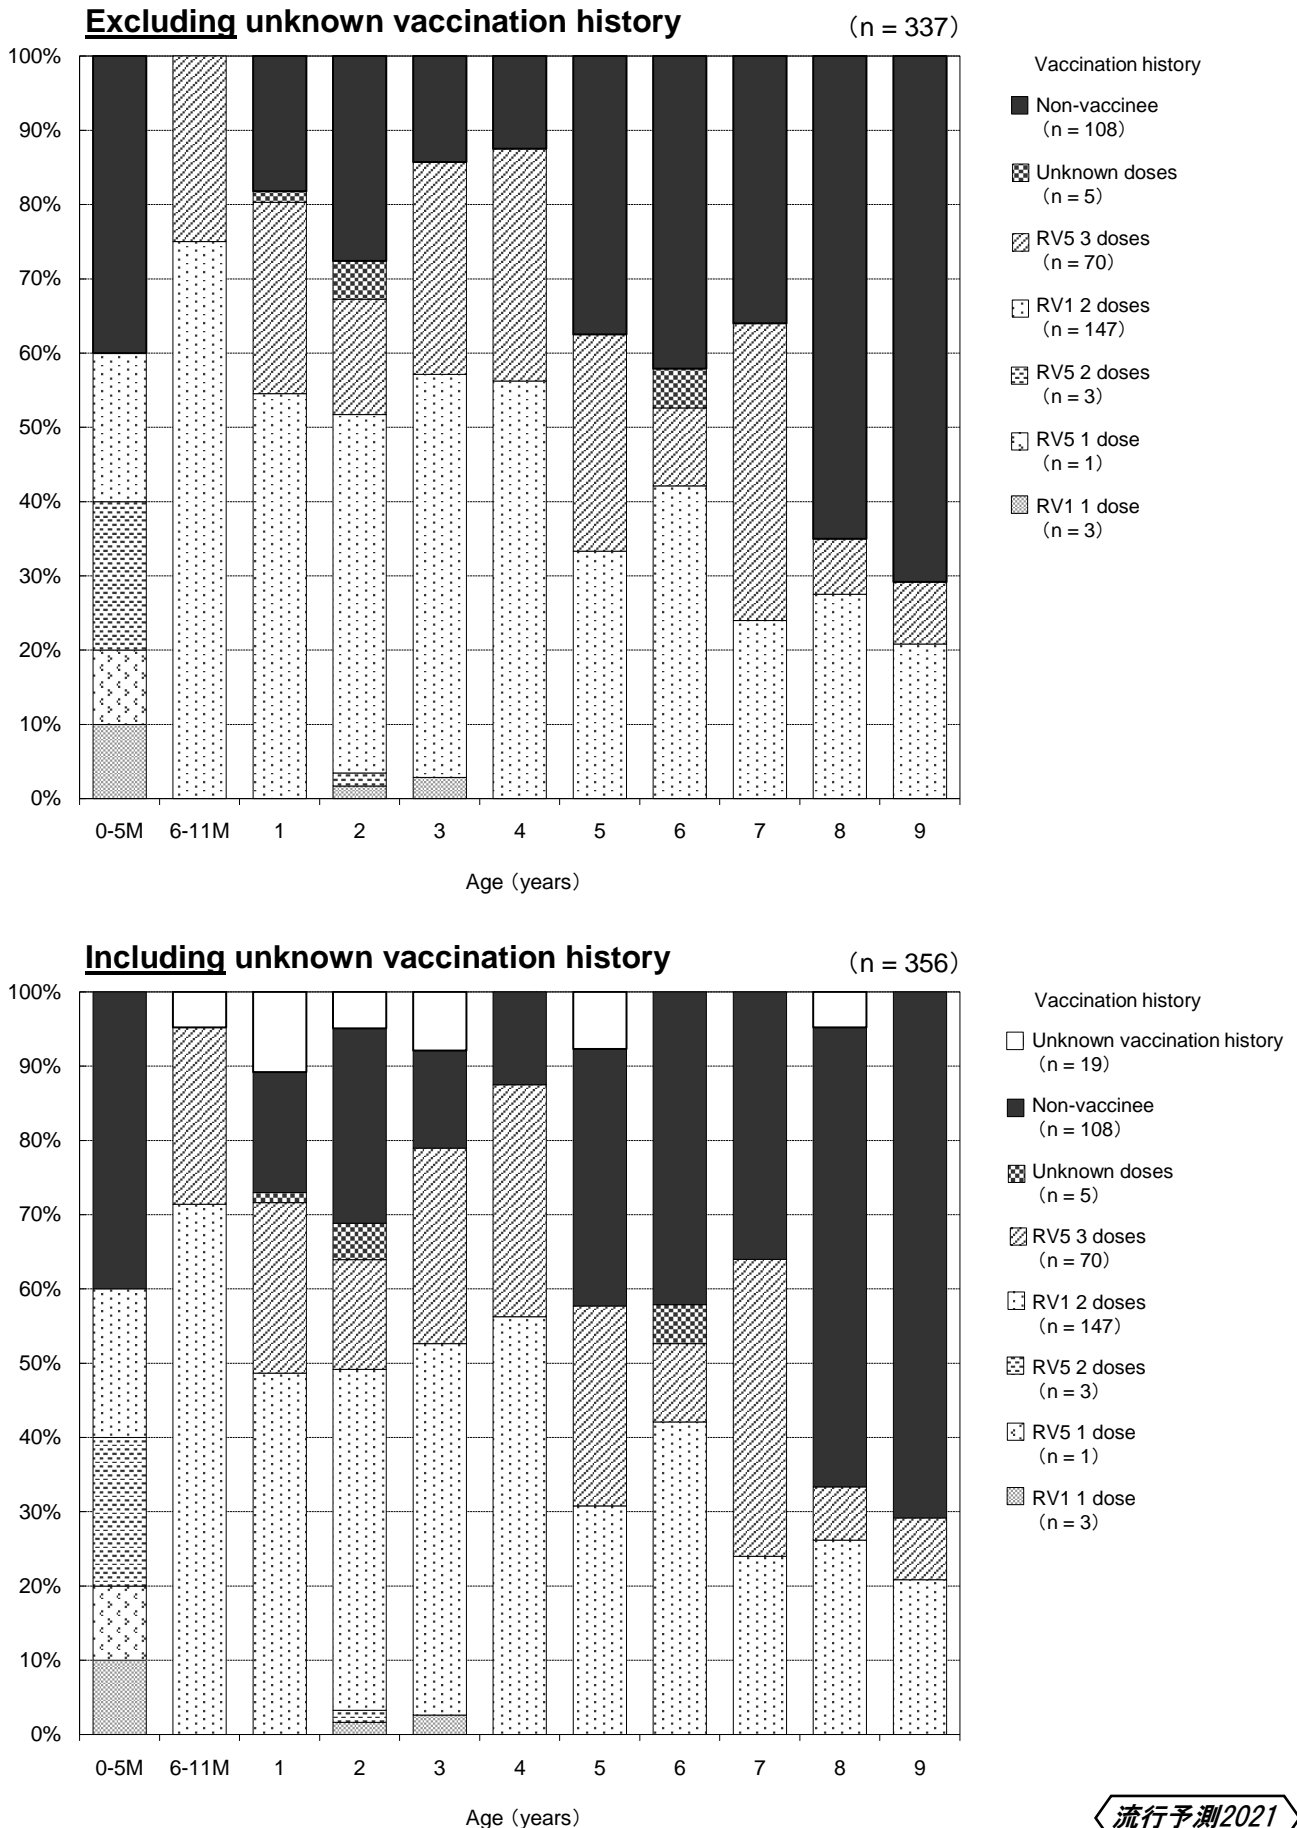 Excluding unknown vaccination history
（n = 337）
100%
90%
80%
70%
60%
50%
40%
30%
20%
10%
0%
0-5M 6-11M 1 2 3 4 5 6 7 8 9
Age（years）
Vaccination history
Non-vaccinee
（n = 108）
Unknown doses
（n = 5）
RV5 3 doses
（n = 70）
RV1 2 doses
（n = 147）
RV5 2 doses
（n = 3）
RV5 1 dose
（n = 1）
RV1 1 dose
（n = 3）
Including unknown vaccination history
（n = 356）
100%
90%
80%
70%
60%
50%
40%
30%
20%
10%
0%
0-5M 6-11M 1 2 3 4 5 6 7 8 9
Age（years）
Vaccination history
Unknown vaccination history
（n = 19）
Non-vaccinee
（n = 108）
Unknown doses
（n = 5）
RV5 3 doses
（n = 70）
RV1 2 doses
（n = 147）
RV5 2 doses
（n = 3）
RV5 1 dose
（n = 1）
RV1 1 dose
（n = 3）
流行予測2021